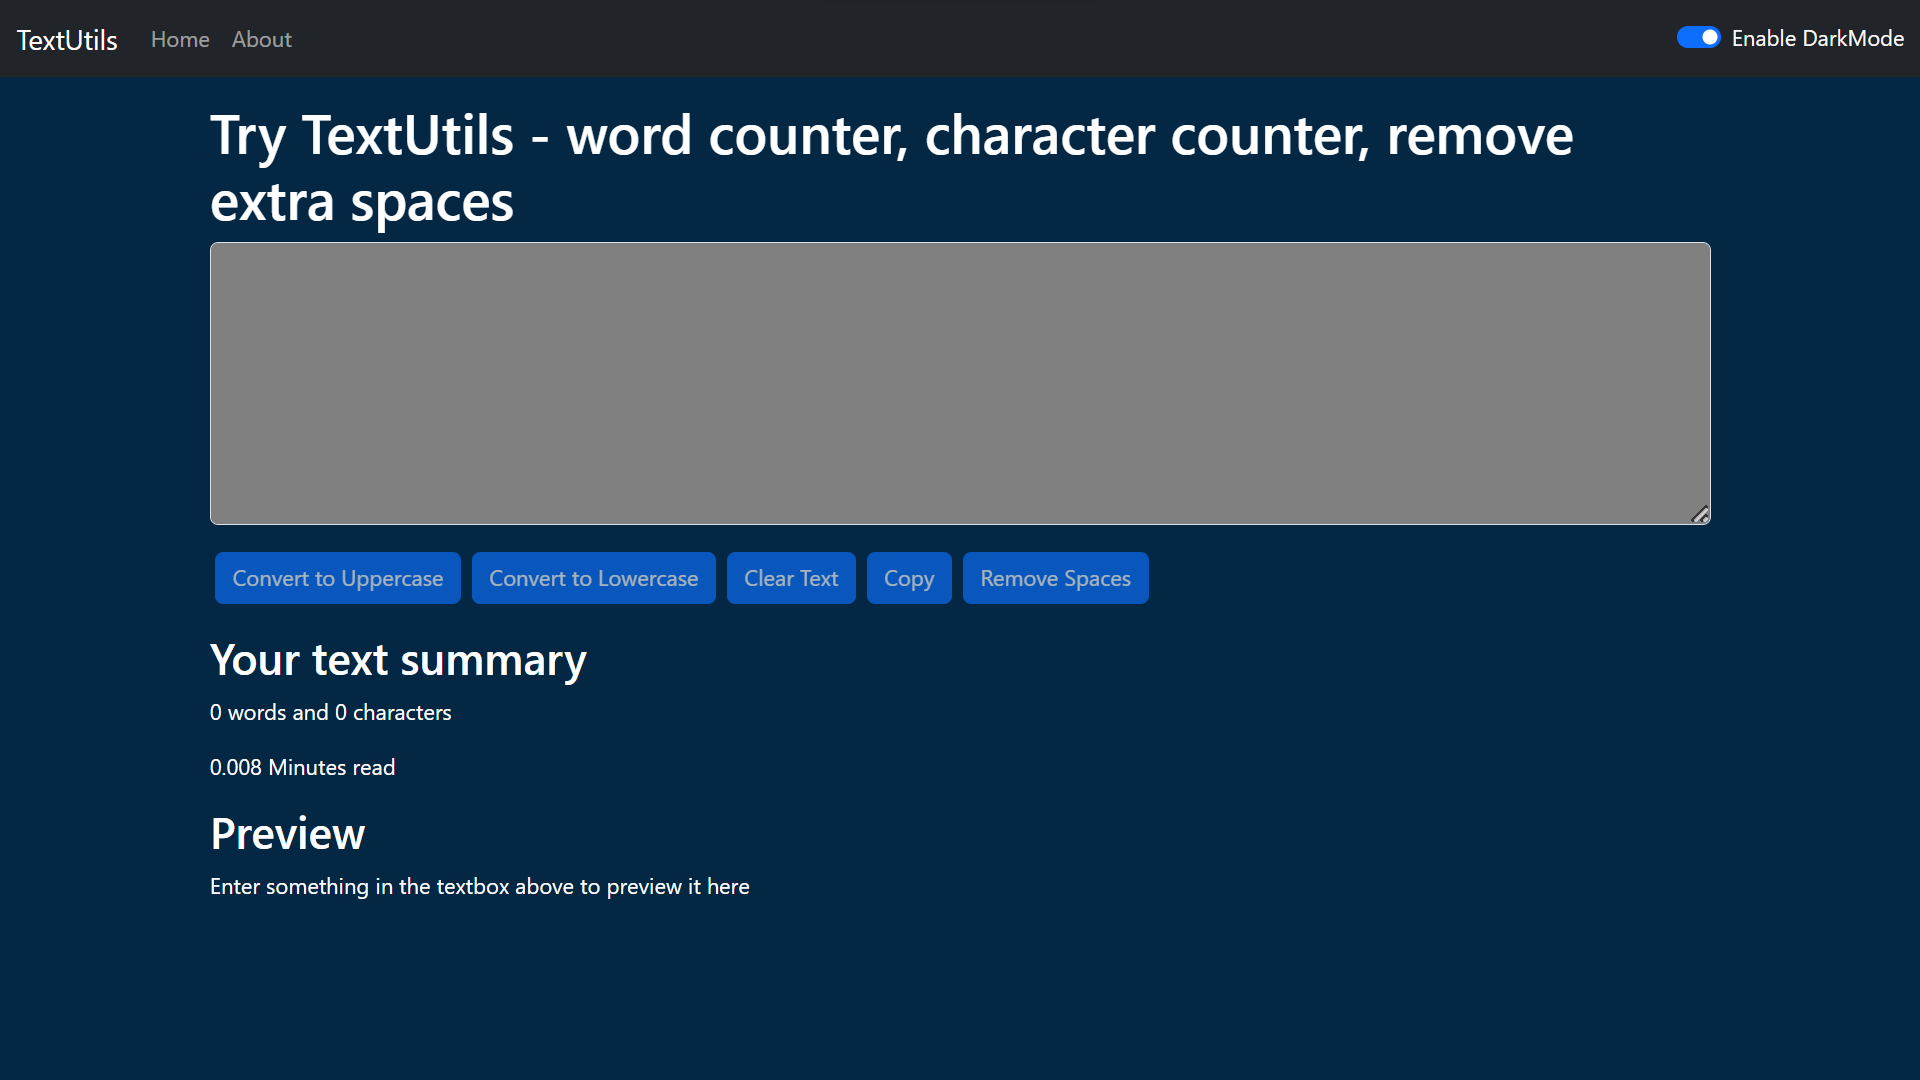 TextUtils Home About Enable DarkMode
Try TextUtils - word counter, character counter, remove
extra spaces
Convert to Uppercase Convert to Lowercase Clear Text Copy Remove Spaces
Your text summary
0 words and 0 characters
0.008 Minutes read
Preview
Enter something in the textbox above to preview it here